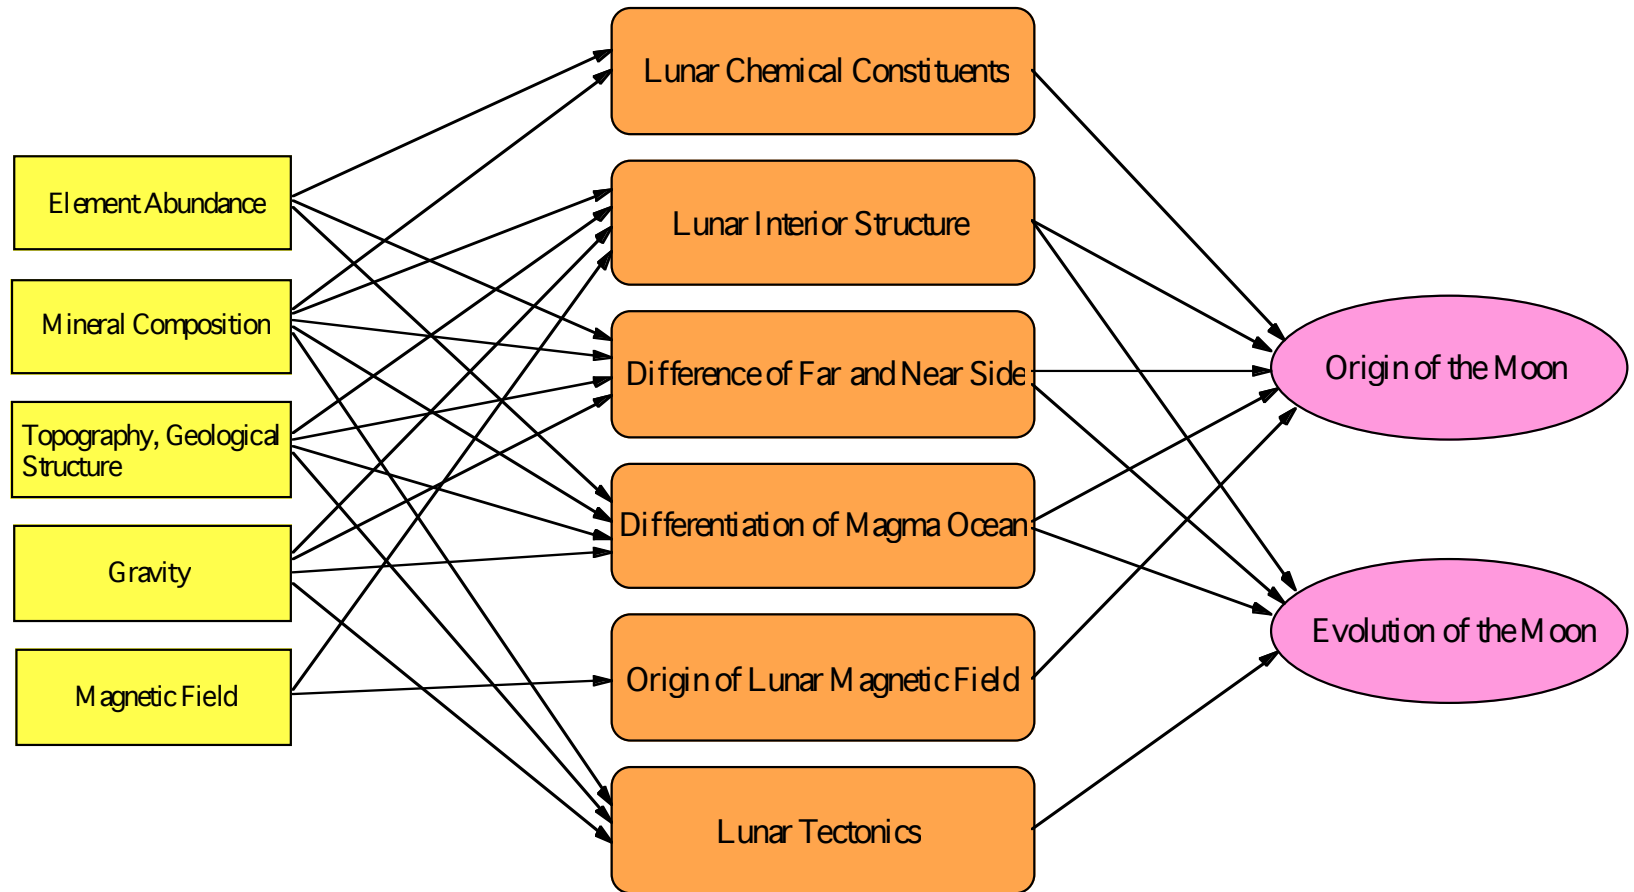 Element Abundance
Mineral Composition
Topography, Geological
Structure
Gravity
Magnetic Field
Lunar Chemical Constituents
Lunar Interior Structure
Difference of Far and Near Side
Differentiation of Magma Ocean
Origin of Lunar Magnetic Field
Lunar Tectonics
Origin of the Moon
Evolution of the Moon